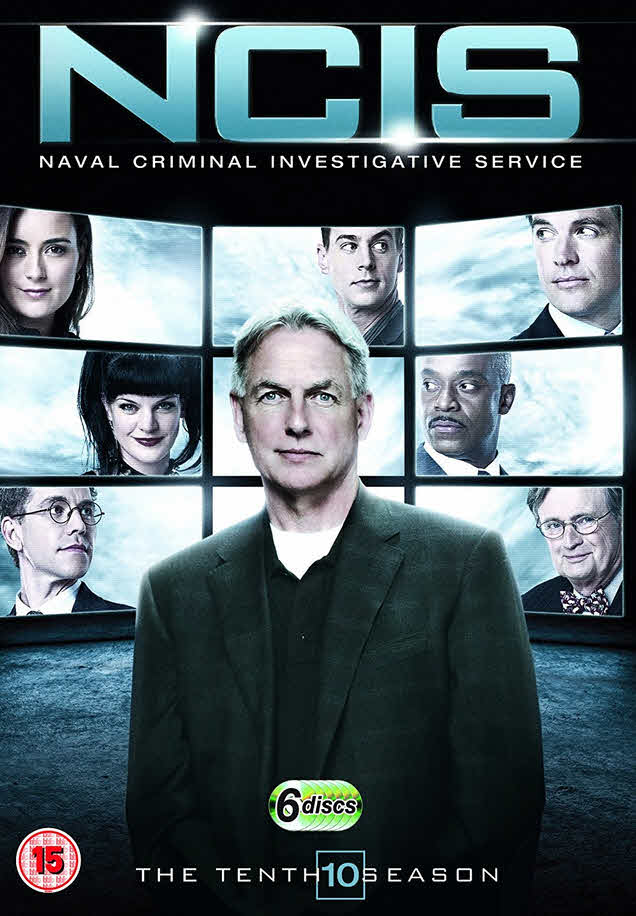 NCIS
NAVAL CRIMINAL INVESTIGATIVE SERVICE
6 discs
15
THE TENTH 10 SEASON